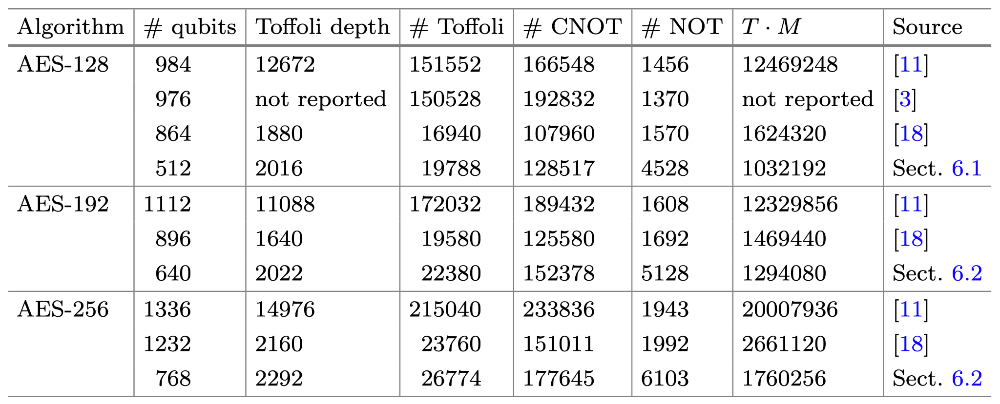 Algorithm # qubits Toffoli depth # Toffoli # CNOT # NOT T · M Source
AES-128 984 12672 151552 166548 1456 12469248 [11]
976 not reported 150528 192832 1370 not reported [3]
864 1880 16940 107960 1570 1624320 [18]
512 2016 19788 128517 4528 1032192 Sect. 6.1
AES-192 1112 11088 172032 189432 1608 12329856 [11]
896 1640 19580 125580 1692 1469440 [18]
640 2022 22380 152378 5128 1294080 Sect. 6.2
AES-256 1336 14976 215040 233836 1943 20007936 [11]
1232 2160 23760 151011 1992 2661120 [18]
768 2292 26774 177645 6103 1760256 Sect. 6.2